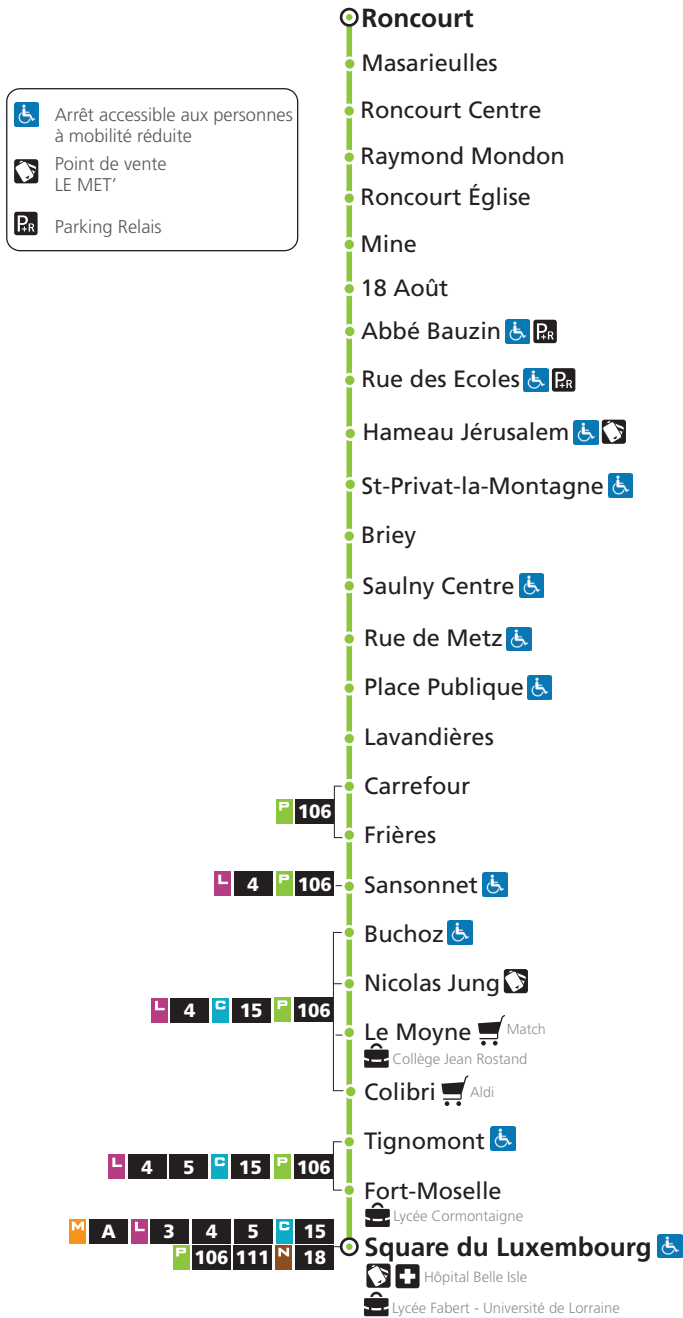 Roncourt
Masarieulles
Arrêt accessible aux personnes
à mobilité réduite
Point de vente
LE MET'
P+R Parking Relais
Roncourt Centre
Raymond Mondon
Roncourt Église
Mine
18 Août
Abbé Bauzin P+R
Rue des Ecoles P+R
Hameau Jérusalem
St-Privat-la-Montagne
Briey
Saulny Centre
Rue de Metz
Place Publique
Lavandières
Carrefour
P 106
Frières
L 4 P 106 Sansonnet
Buchoz
Nicolas Jung
L 4 C 15 P 106
Le Moyne Match
Collège Jean Rostand
Colibri Aldi
Tignomont
L 4 5 C 15 P 106
Fort-Moselle
Lycée Cormontaigne
M A L 3 4 5 C 15
P 106 111 N 18
Square du Luxembourg
Hôpital Belle Isle
Lycée Fabert - Université de Lorraine